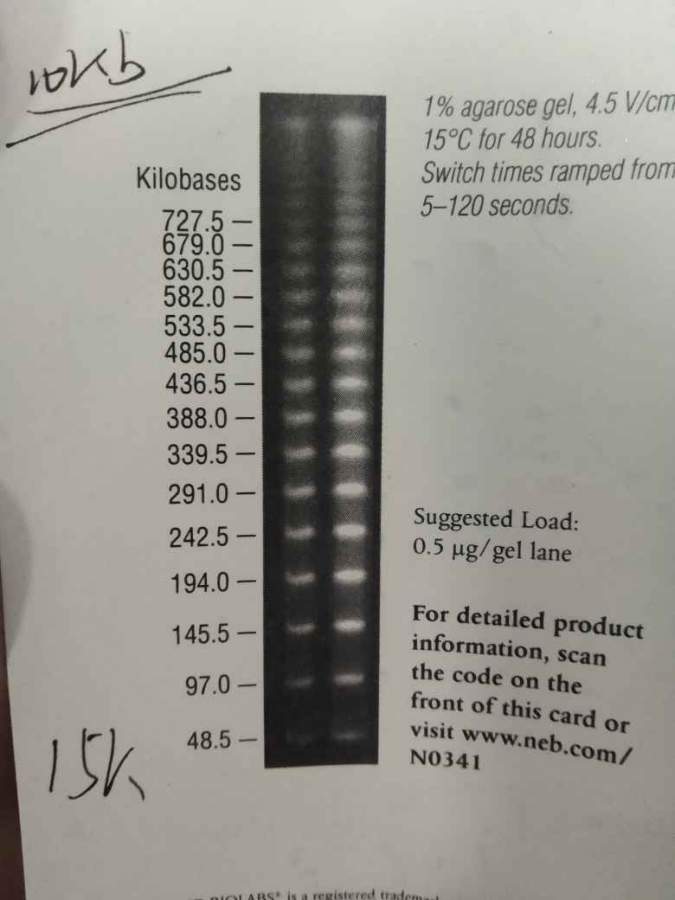 10Kb
1% agarose gel, 4.5 V/cm
15°C for 48 hours.
Switch times ramped from
5–120 seconds.
Kilobases
727.5 –
679.0 –
630.5 –
582.0 –
533.5 –
485.0 –
436.5 –
388.0 –
339.5 –
291.0 –
242.5 –
194.0 –
145.5 –
97.0 –
48.5 –
Suggested Load:
0.5 µg/gel lane
For detailed product
information, scan
the code on the
front of this card or
visit www.neb.com/
N0341
15k
BIOLABS® is a registered tradem